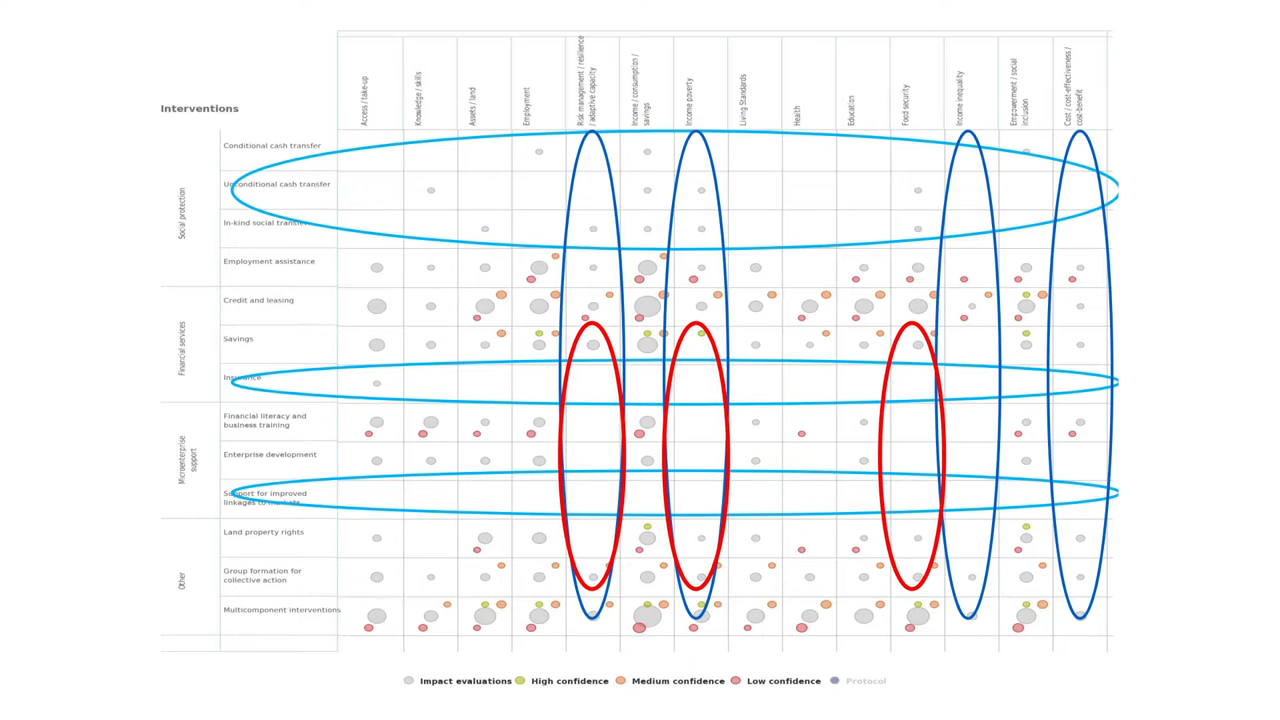 Interventions
Access / take-up
Knowledge / skills
Assets / land
Employment
Risk management / resilience
/ adaptive capacity
Income / consumption /
savings
Income poverty
Living Standards
Health
Education
Food security
Income inequality
Empowerment / social
inclusion
Cost / cost-effectiveness /
cost-benefit
Social protection
Conditional cash transfer
Unconditional cash transfer
In-kind social transfer
Employment assistance
Financial services
Credit and leasing
Savings
Insurance
Microenterprise
support
Financial literacy and
business training
Enterprise development
Support for improved
linkages to markets
Other
Land property rights
Group formation for
collective action
Multicomponent interventions
Impact evaluations
High confidence
Medium confidence
Low confidence
Protocol